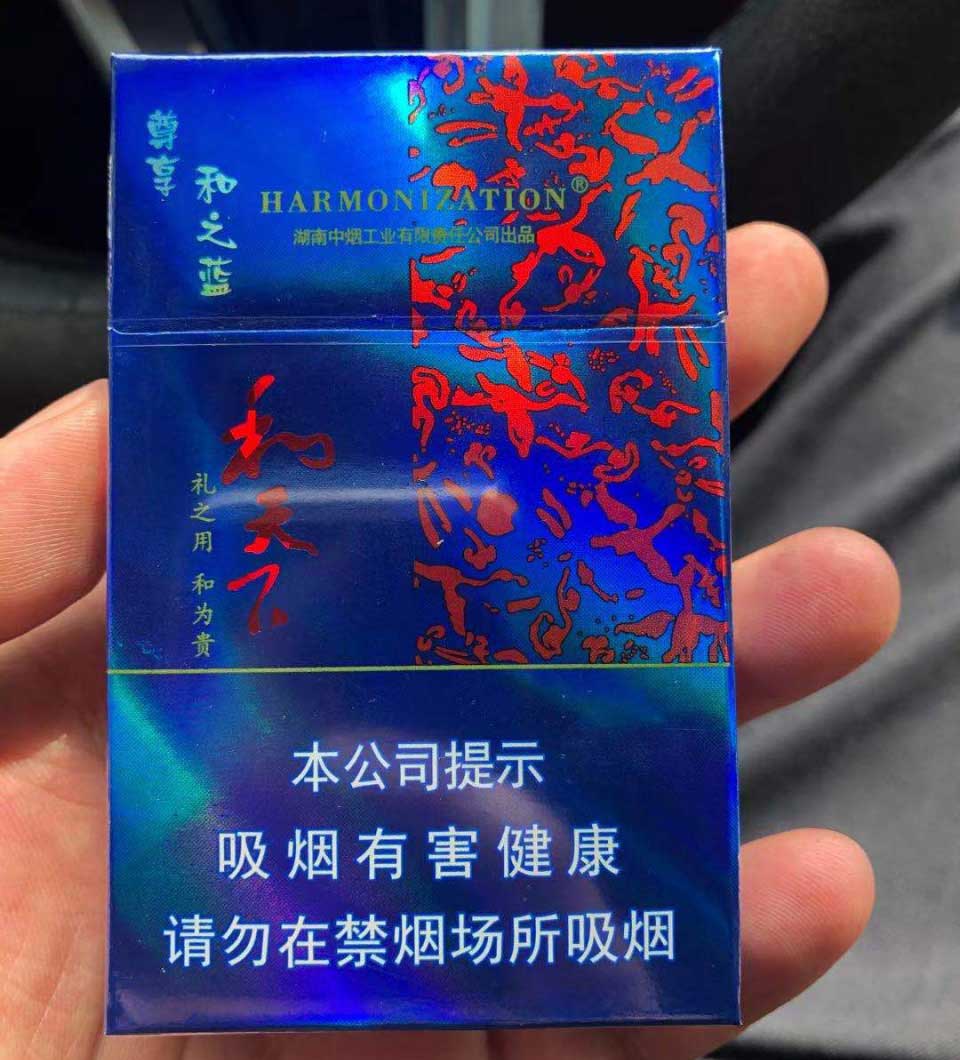 尊享
和之蓝
HARMONIZATION®
湖南中烟工业有限责任公司出品
和天下
礼之用 和为贵
本公司提示
吸烟有害健康
请勿在禁烟场所吸烟